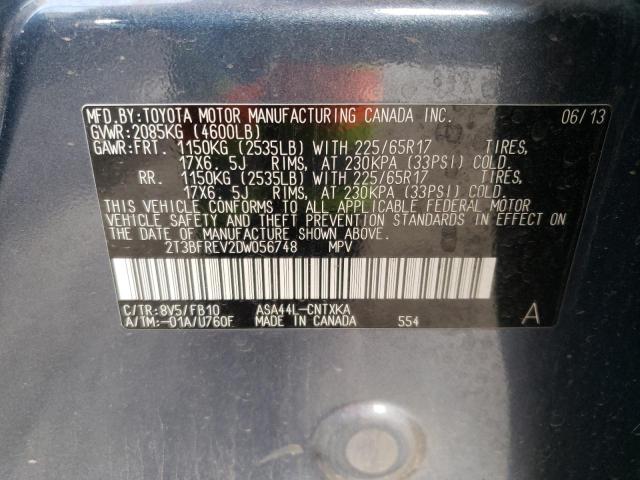 MFD.BY:TOYOTA MOTOR MANUFACTURING CANADA INC. 06/13
GVWR:2085KG (4600LB)
GAWR:FRT. 1150KG (2535LB) WITH 225/65R17 TIRES,
17X6.5J RIMS, AT 230KPA (33PSI) COLD.
RR. 1150KG (2535LB) WITH 225/65R17 TIRES,
17X6.5J RIMS, AT 230KPA (33PSI) COLD.
THIS VEHICLE CONFORMS TO ALL APPLICABLE FEDERAL MOTOR
VEHICLE SAFETY AND THEFT PREVENTION STANDARDS IN EFFECT ON
THE DATE OF MANUFACTURE SHOWN ABOVE.
2T3BFREV2DW056748 MPV
C/TR:8V5/FB10 ASA44L-CNTXKA
A/TM:-01A/U760F MADE IN CANADA 554 A